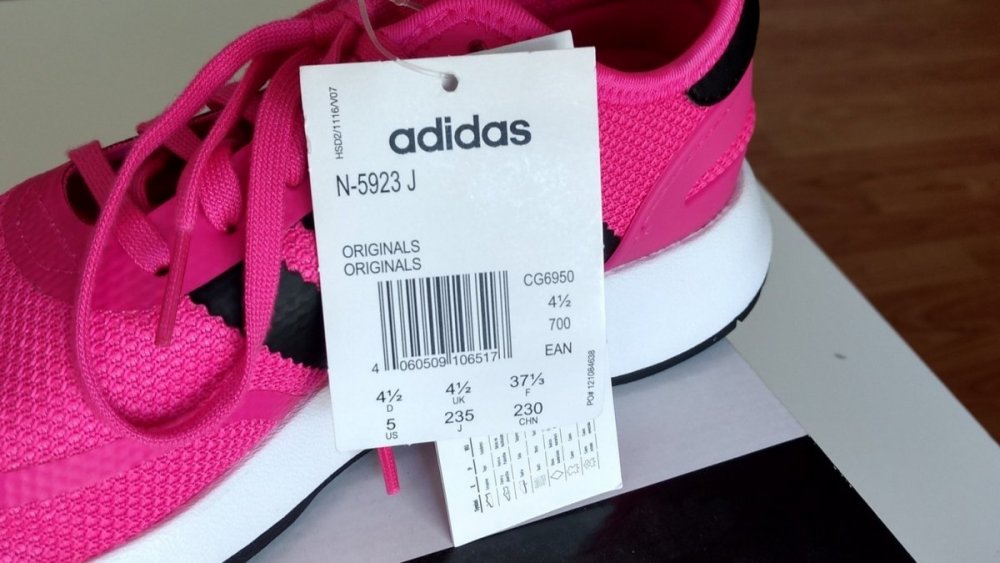 HSD2/1116/V07
adidas
N-5923 J
ORIGINALS
ORIGINALS
CG6950
4½
700
EAN
4 060509 106517
4½ 4½ 37⅓
D UK F
5 235 230
US J CHN
PO# 121084638